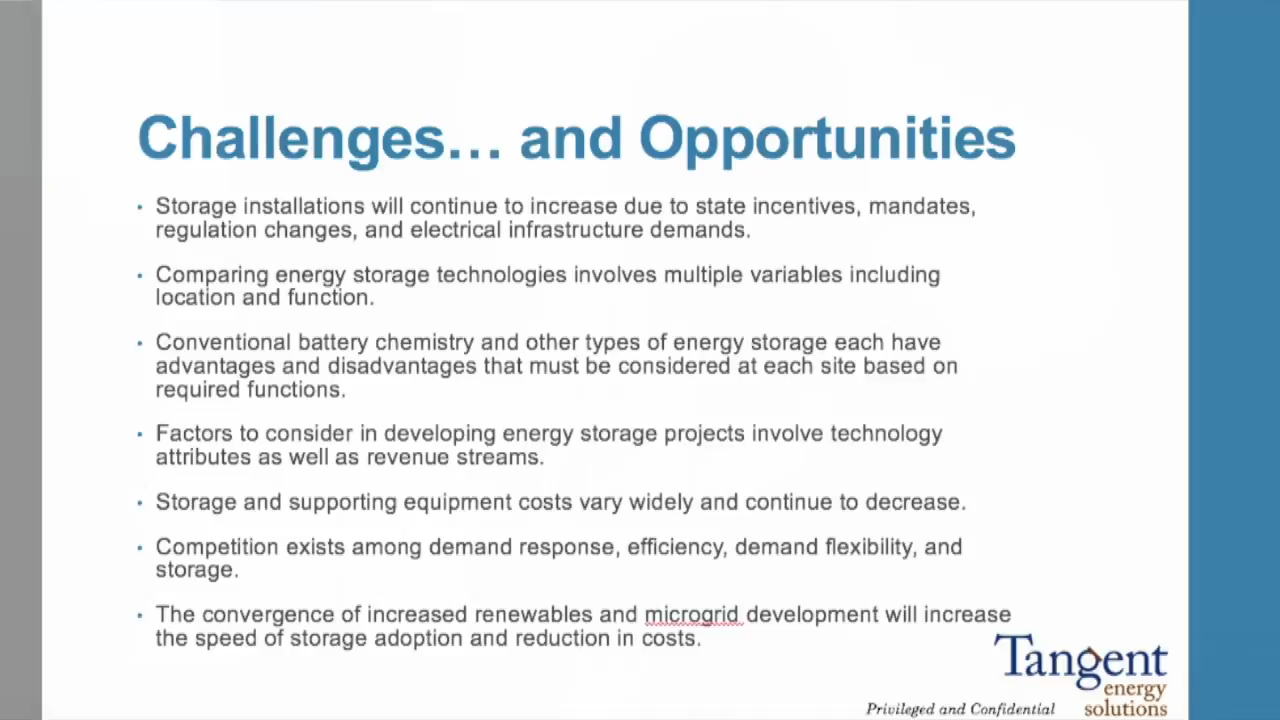 Challenges… and Opportunities
• Storage installations will continue to increase due to state incentives, mandates,
regulation changes, and electrical infrastructure demands.
• Comparing energy storage technologies involves multiple variables including
location and function.
• Conventional battery chemistry and other types of energy storage each have
advantages and disadvantages that must be considered at each site based on
required functions.
• Factors to consider in developing energy storage projects involve technology
attributes as well as revenue streams.
• Storage and supporting equipment costs vary widely and continue to decrease.
• Competition exists among demand response, efficiency, demand flexibility, and
storage.
• The convergence of increased renewables and microgrid development will increase
the speed of storage adoption and reduction in costs.
Tangent
energy
solutions
Privileged and Confidential